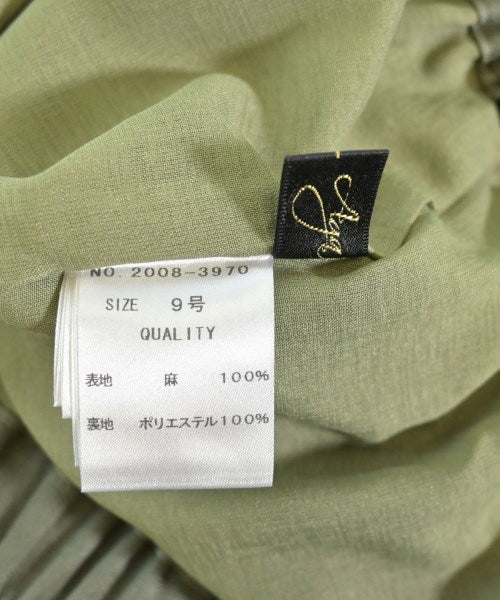 NO. 2008-3970
SIZE 9号
QUALITY
表地 麻 100%
裏地 ポリエステル100%